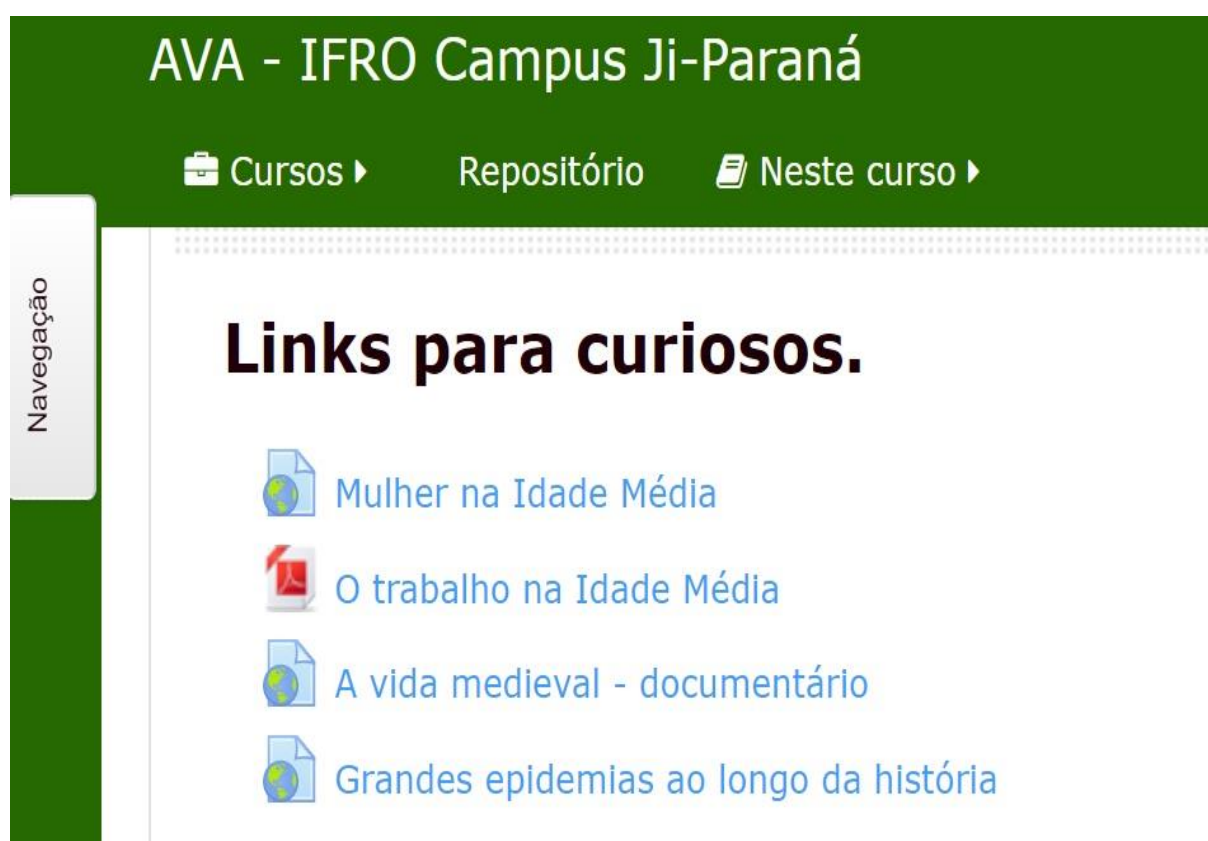 AVA - IFRO Campus Ji-Paraná
Cursos Repositório Neste curso
Navegação
Links para curiosos.
Mulher na Idade Média
O trabalho na Idade Média
A vida medieval - documentário
Grandes epidemias ao longo da história